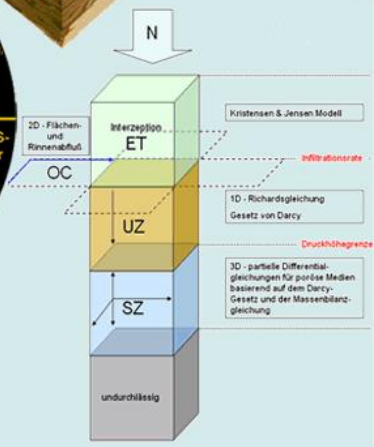 N
2D - Flächen-
und
Rinnenabfluß
Interzeption
ET
Kristensen & Jensen Modell
OC
Infiltrationsrate
UZ
1D - Richardsgleichung
Gesetz von Darcy
Druckhöhegrenze
SZ
3D - partielle Differential-
gleichungen für poröse Medien
basierend auf dem Darcy-
Gesetz und der Massenbilanz-
gleichung
undurchlässig